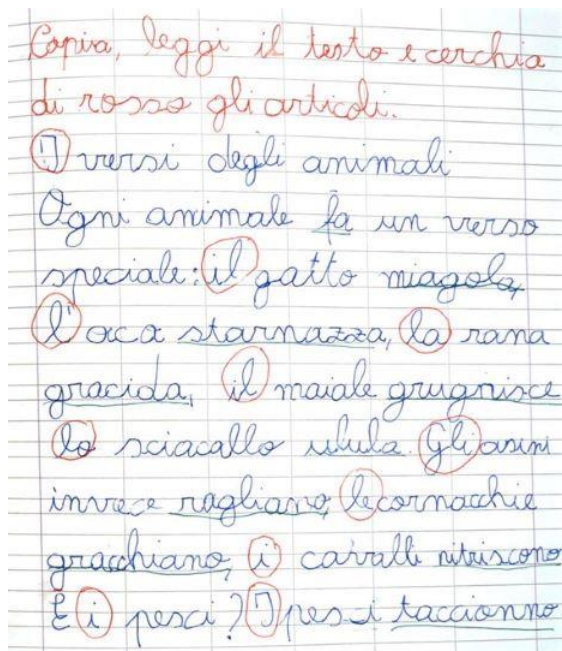 Copia, leggi il testo e cerchia
di rosso gli articoli.
I versi degli animali
Ogni animale fa un verso
speciale: il gatto miagola,
l'oca starnazza, la rana
gracida, il maiale grugnisce
lo sciacallo ulula. Gli asini
invece ragliano, le cornacchie
gracchiano, i cavalli nitriscono
E i pesci? I pesci tacciono